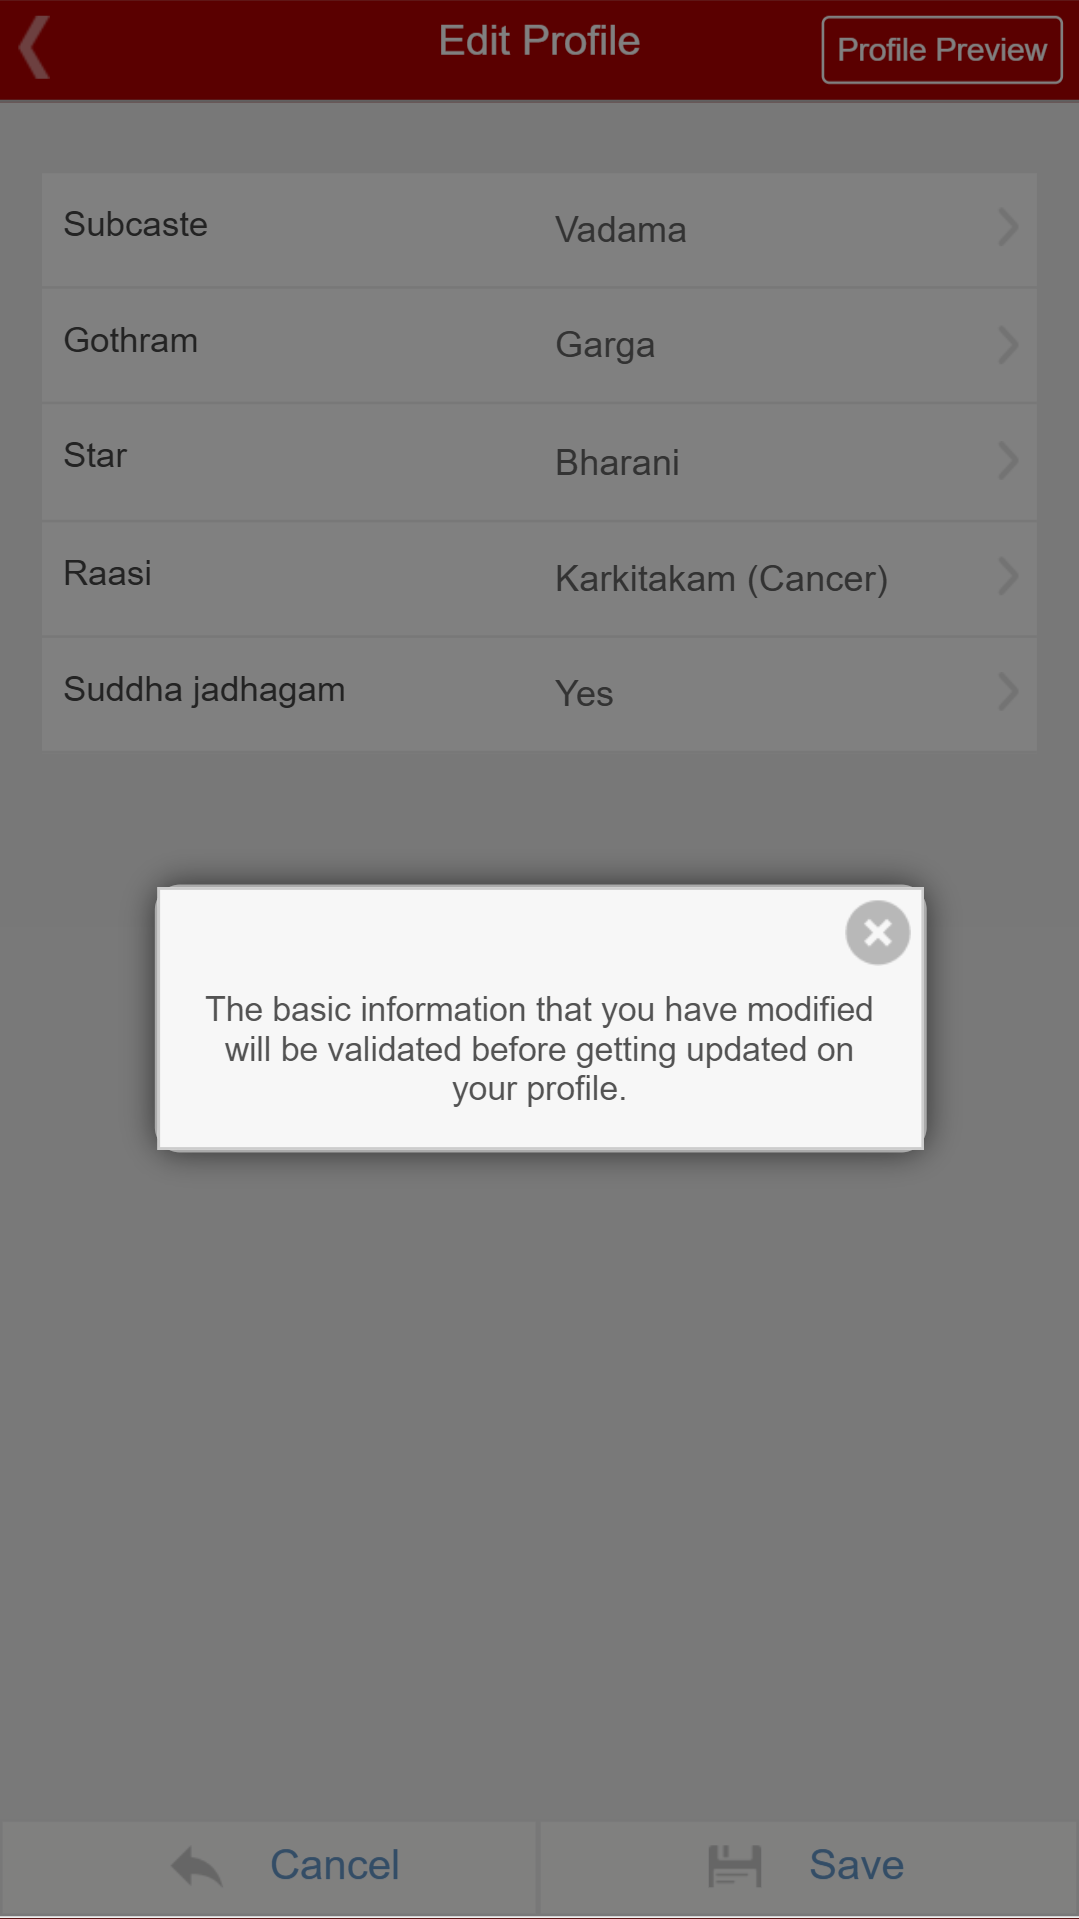 Edit Profile
Profile Preview
Subcaste Vadama
Gothram Garga
Star Bharani
Raasi Karkitakam (Cancer)
Suddha jadhagam Yes
The basic information that you have modified
will be validated before getting updated on
your profile.
Cancel Save